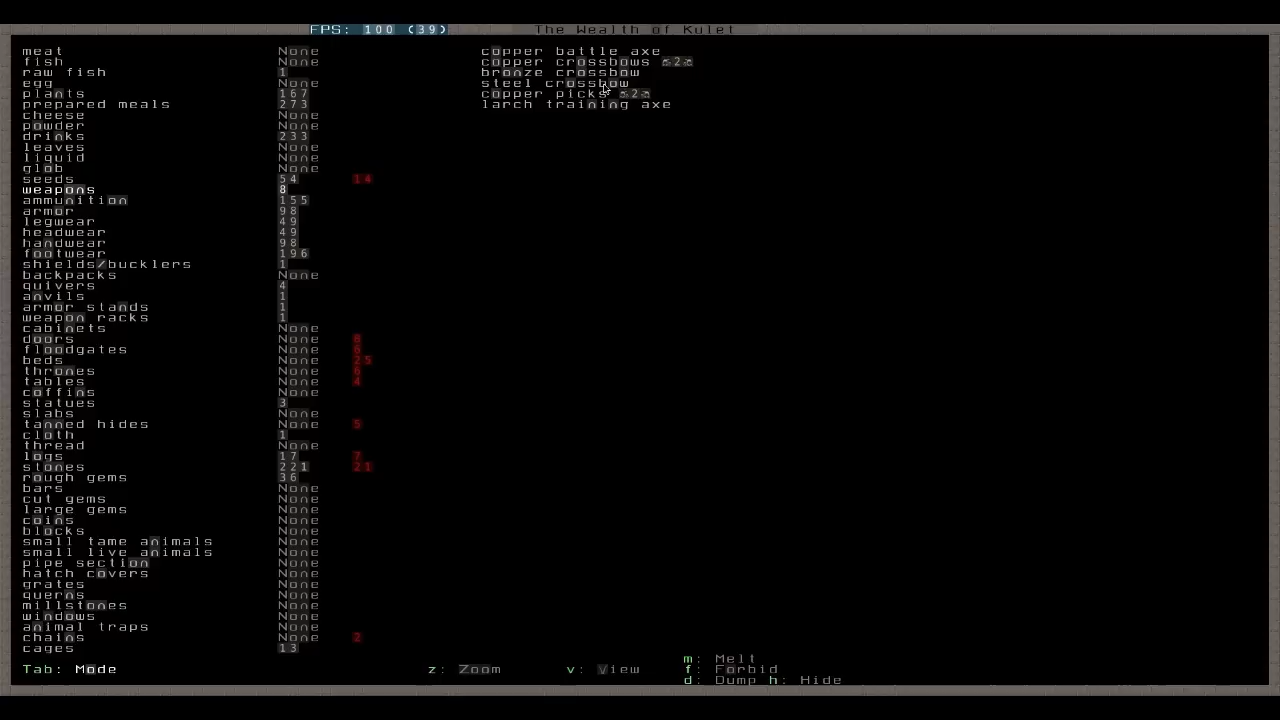 FPS: 100 (39) The Wealth of Kulet
meat None copper battle axe
fish None copper crossbows 2
raw fish 1 bronze crossbow
egg None steel crossbow
plants 167 copper picks 2
prepared meals 273 larch training axe
cheese None
powder None
drinks 233
leaves None
liquid None
glob None
seeds 54 14
weapons 8
ammunition 155
armor 98
legwear 49
headwear 49
handwear 98
footwear 196
shields/bucklers 1
backpacks None
quivers 4
anvils 1
armor stands 1
weapon racks 1
cabinets None
doors None 8
floodgates None 6
beds None 25
thrones None 6
tables None 4
coffins None
statues 3
slabs None
tanned hides None 5
cloth 1
thread None
logs 17 7
stones 221 21
rough gems 36
bars None
cut gems None
large gems None
coins None
blocks None
small tame animals None
small live animals None
pipe section None
hatch covers None
grates None
querns None
millstones None
windows None
animal traps None
chains None 2
cages 13
m: Melt
Tab: Mode z: Zoom v: View f: Forbid
d: Dump h: Hide